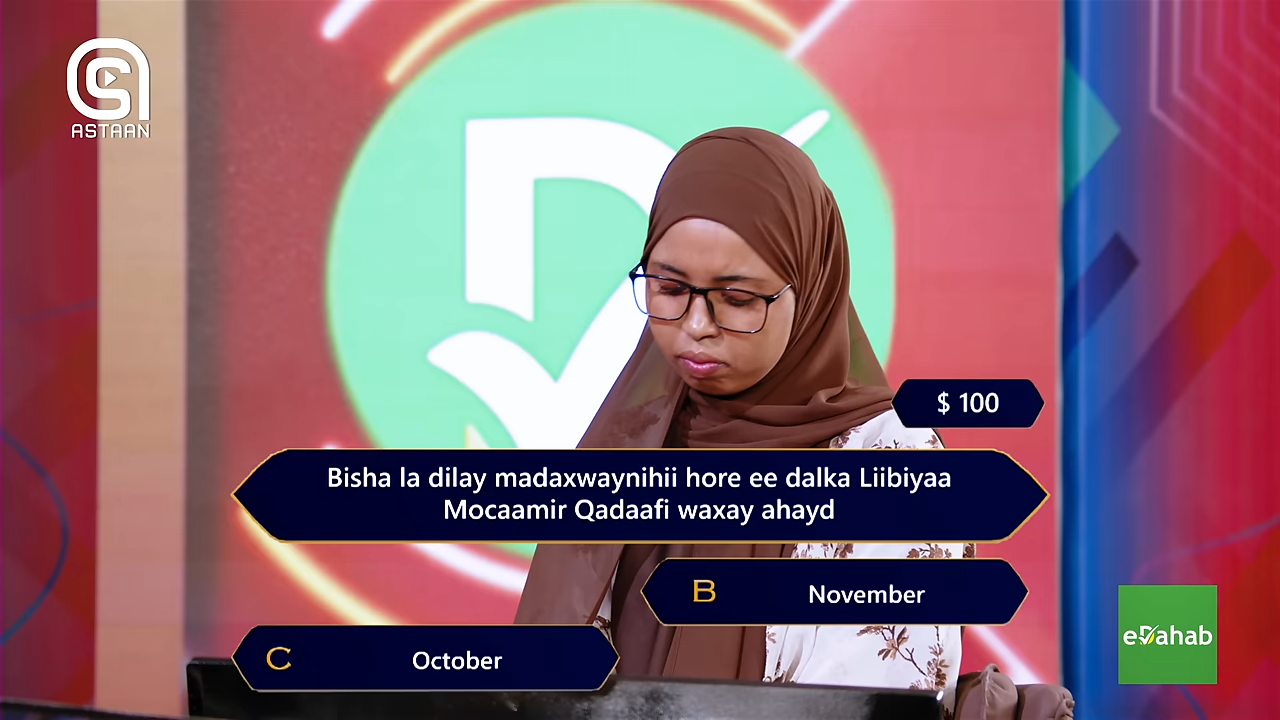 ASTAAN
$ 100
Bisha la dilay madaxwaynihii hore ee dalka Liibiyaa
Mocaamir Qadaafi waxay ahayd
B November
C October
eDahab